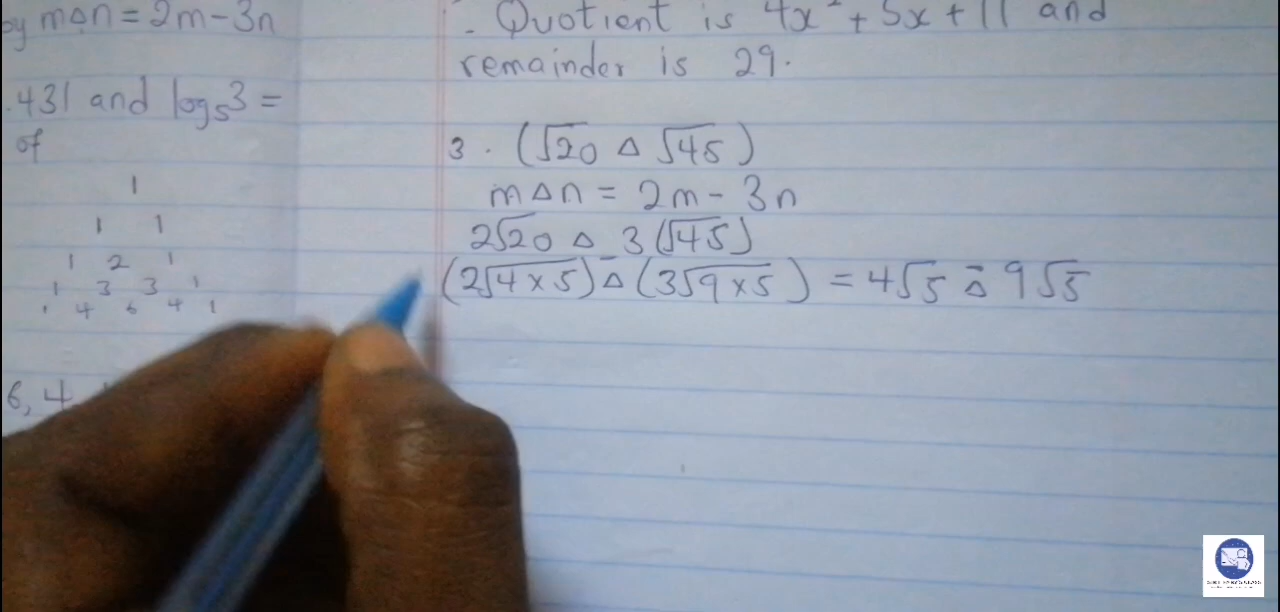 by m∆n = 2m - 3n
.431 and log₅3 =
of
1
1 1
1 2 1
1 3 3 1
1 4 6 4 1
6, 4
∴ Quotient is 4x² + 5x + 11 and
remainder is 29.
3. (√20 ∆ √45)
m∆n = 2m - 3n
2√20 ∆ 3(√45)
(2√4×5) ∆̄ (3√9×5) = 4√5 ∆̄ 9√5